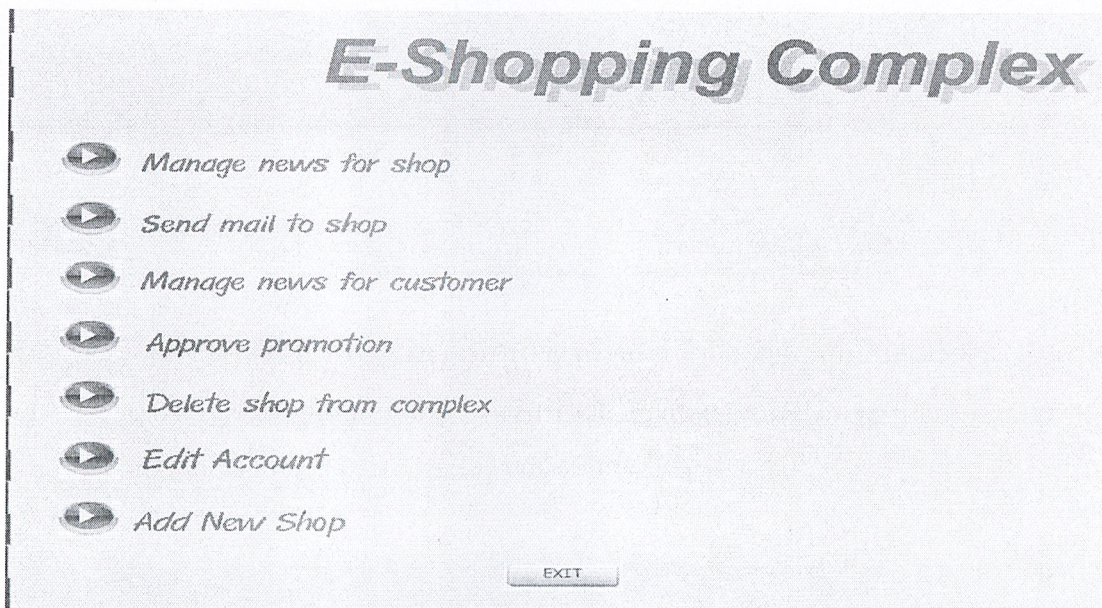 E-Shopping Complex
Manage news for shop
Send mail to shop
Manage news for customer
Approve promotion
Delete shop from complex
Edit Account
Add New Shop
EXIT